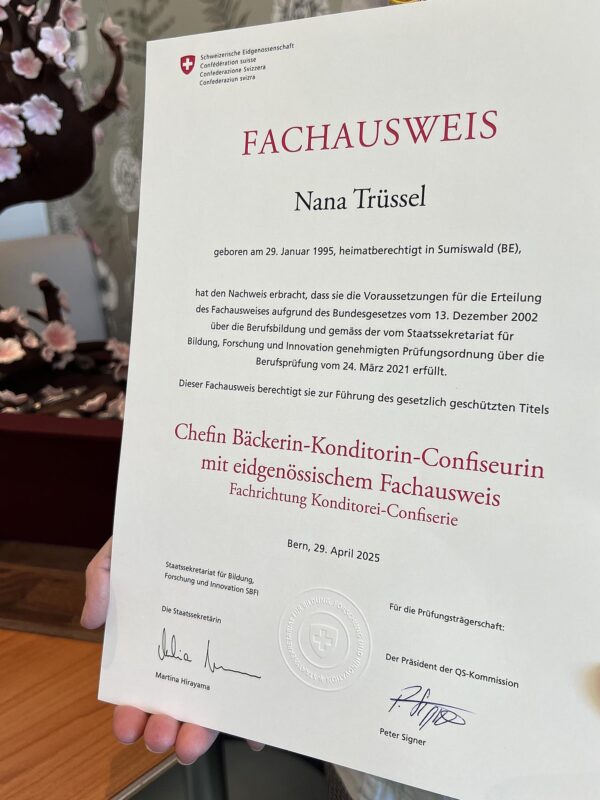 Schweizerische Eidgenossenschaft
Confédération suisse
Confederazione Svizzera
Confederaziun svizra
FACHAUSWEIS
Nana Trüssel
geboren am 29. Januar 1995, heimatberechtigt in Sumiswald (BE),
hat den Nachweis erbracht, dass sie die Voraussetzungen für die Erteilung
des Fachausweises aufgrund des Bundesgesetzes vom 13. Dezember 2002
über die Berufsbildung und gemäss der vom Staatssekretariat für
Bildung, Forschung und Innovation genehmigten Prüfungsordnung über die
Berufsprüfung vom 24. März 2021 erfüllt.
Dieser Fachausweis berechtigt sie zur Führung des gesetzlich geschützten Titels
Chefin Bäckerin-Konditorin-Confiseurin
mit eidgenössischem Fachausweis
Fachrichtung Konditorei-Confiserie
Bern, 29. April 2025
Staatssekretariat für Bildung,
Forschung und Innovation SBFI
Die Staatssekretärin
Martina Hirayama
Für die Prüfungsträgerschaft:
Der Präsident der QS-Kommission
Peter Signer